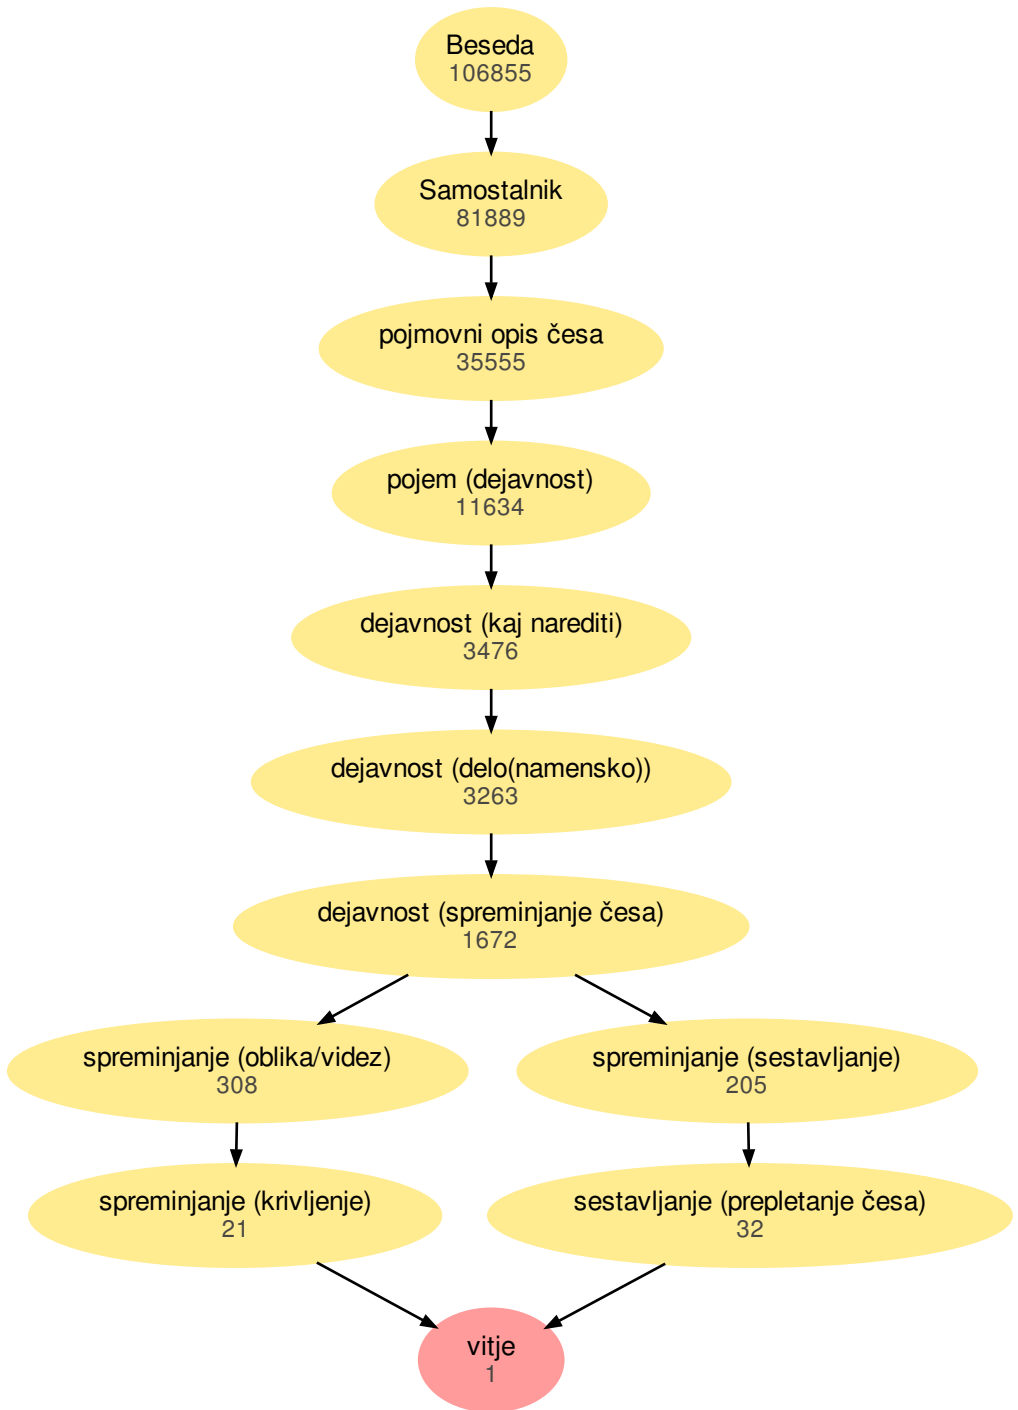 Beseda
106855
Samostalnik
81889
pojmovni opis česa
35555
pojem (dejavnost)
11634
dejavnost (kaj narediti)
3476
dejavnost (delo(namensko))
3263
dejavnost (spreminjanje česa)
1672
spreminjanje (oblika/videz)
308
spreminjanje (sestavljanje)
205
spreminjanje (krivljenje)
21
sestavljanje (prepletanje česa)
32
vitje
1